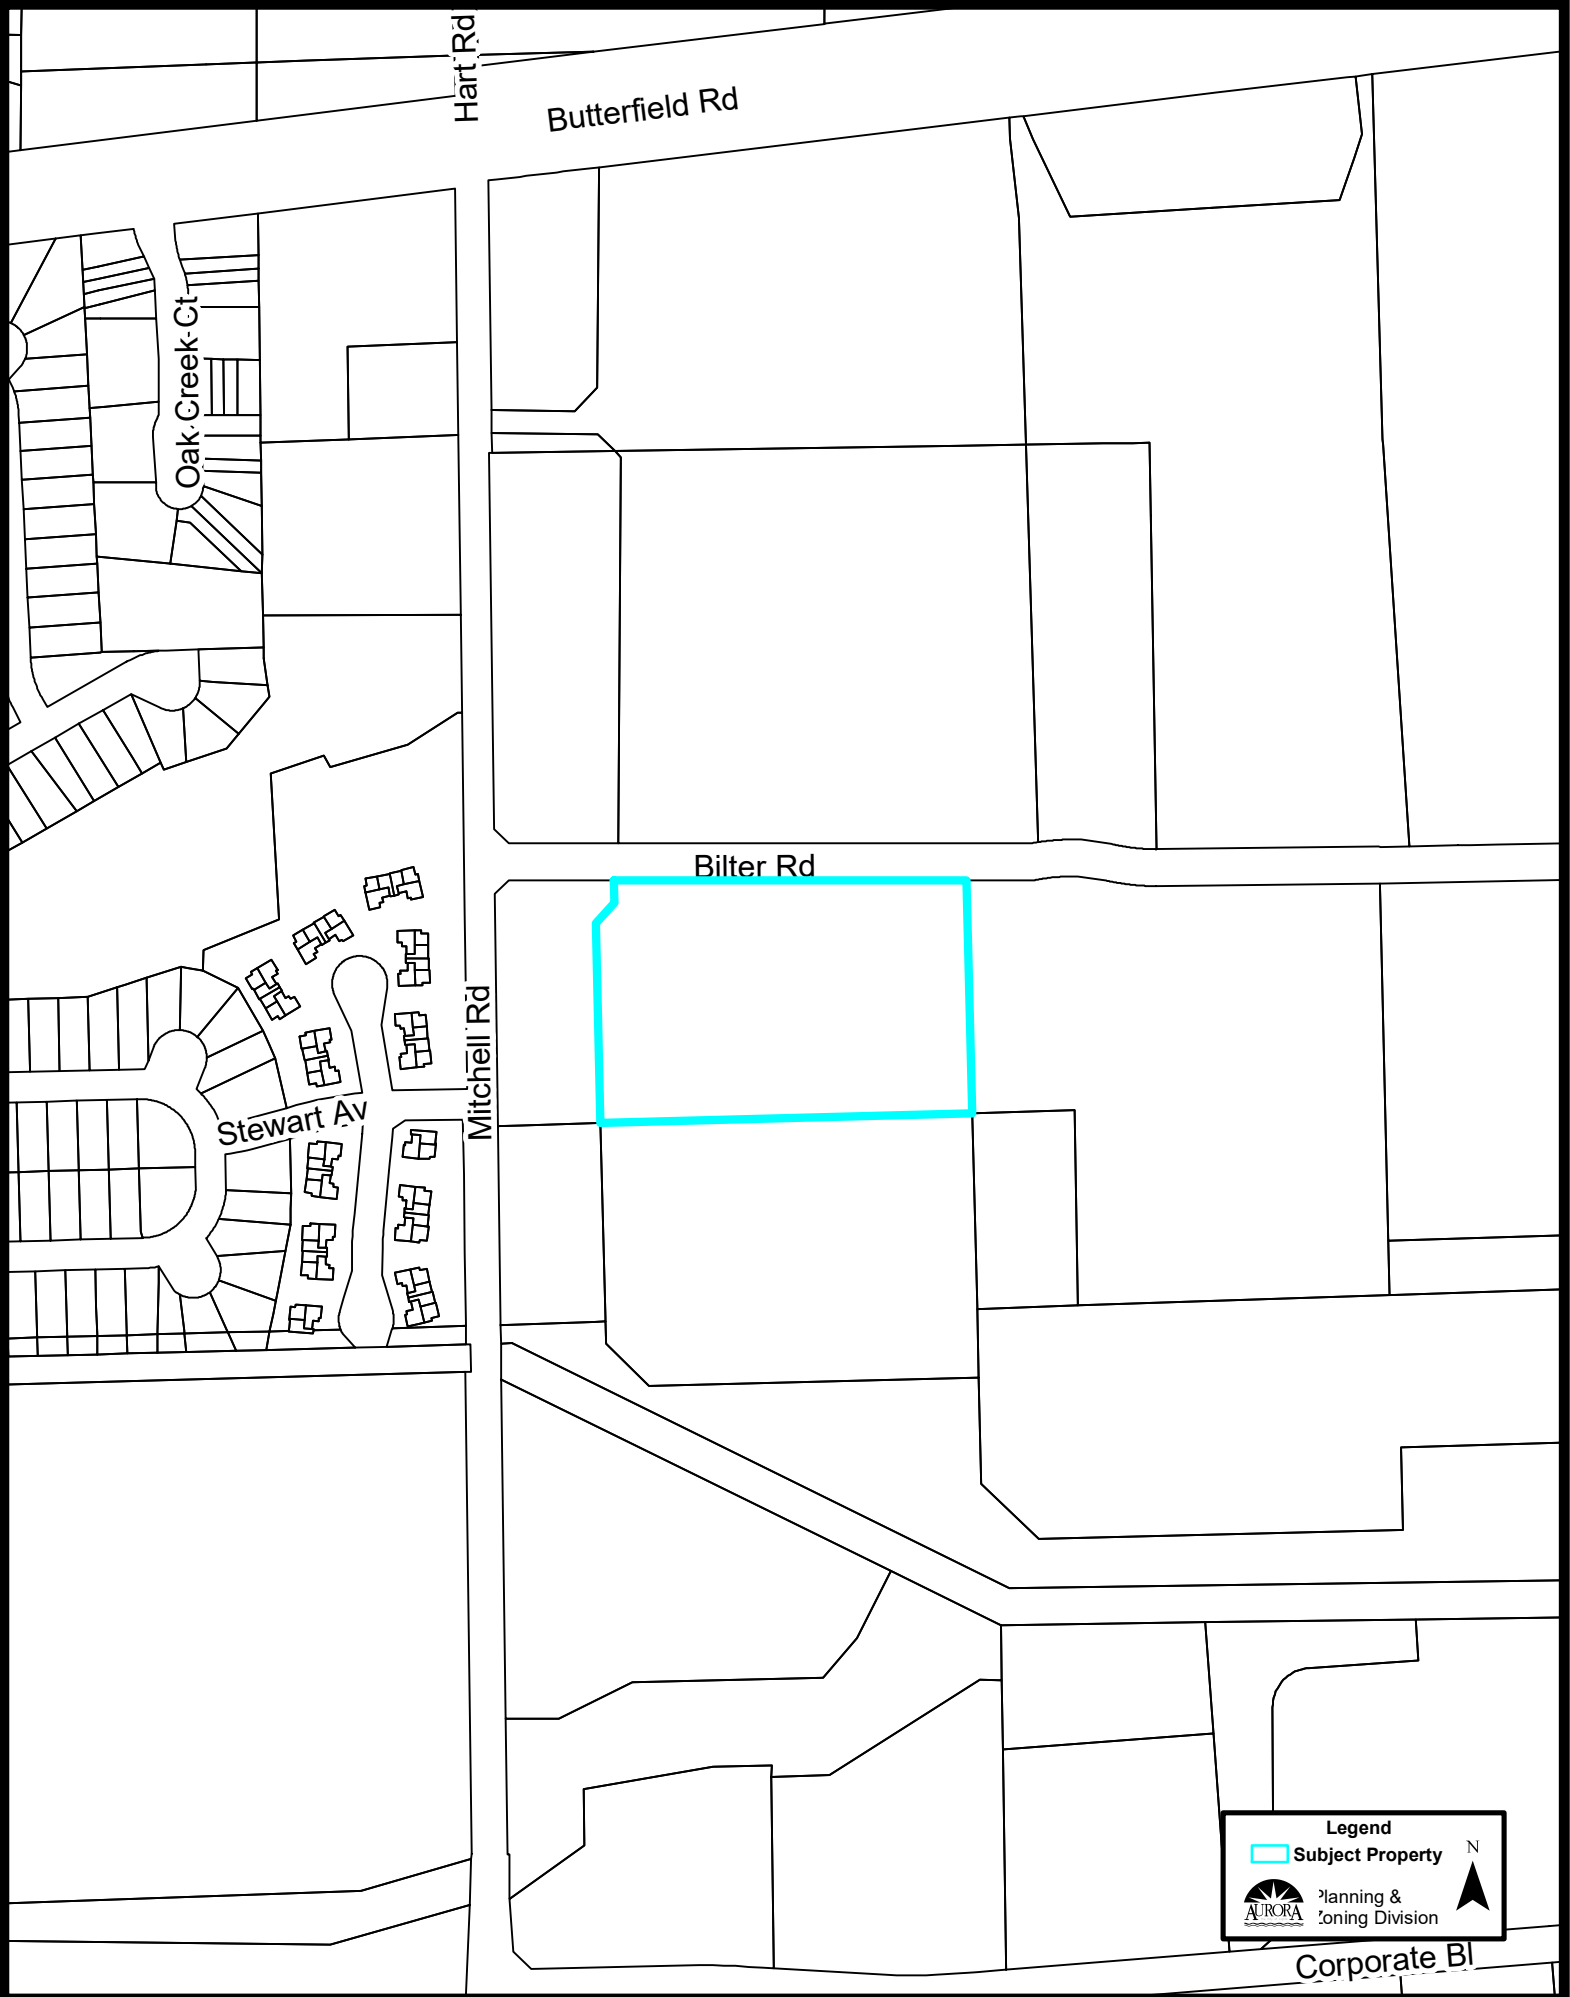 Hart Rd
Butterfield Rd
Oak Creek Ct
Bilter Rd
Mitchell Rd
Stewart Av
Legend
Subject Property
N
AURORA
Planning &
Zoning Division
Corporate Bl